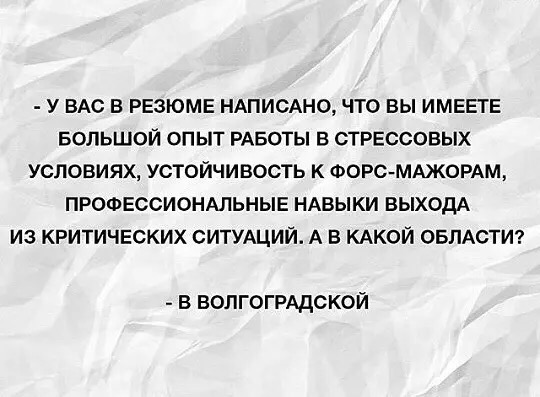 - У ВАС В РЕЗЮМЕ НАПИСАНО, ЧТО ВЫ ИМЕЕТЕ
БОЛЬШОЙ ОПЫТ РАБОТЫ В СТРЕССОВЫХ
УСЛОВИЯХ, УСТОЙЧИВОСТЬ К ФОРС-МАЖОРАМ,
ПРОФЕССИОНАЛЬНЫЕ НАВЫКИ ВЫХОДА
ИЗ КРИТИЧЕСКИХ СИТУАЦИЙ. А В КАКОЙ ОБЛАСТИ?
- В ВОЛГОГРАДСКОЙ